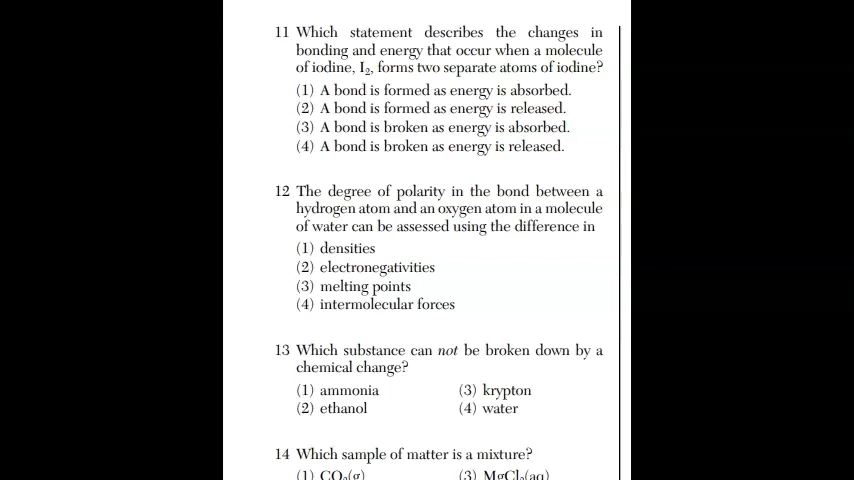 11 Which statement describes the changes in
bonding and energy that occur when a molecule
of iodine, I₂, forms two separate atoms of iodine?
(1) A bond is formed as energy is absorbed.
(2) A bond is formed as energy is released.
(3) A bond is broken as energy is absorbed.
(4) A bond is broken as energy is released.
12 The degree of polarity in the bond between a
hydrogen atom and an oxygen atom in a molecule
of water can be assessed using the difference in
(1) densities
(2) electronegativities
(3) melting points
(4) intermolecular forces
13 Which substance can not be broken down by a
chemical change?
(1) ammonia (3) krypton
(2) ethanol (4) water
14 Which sample of matter is a mixture?
(1) CO₂(g) (3) MgCl₂(aq)